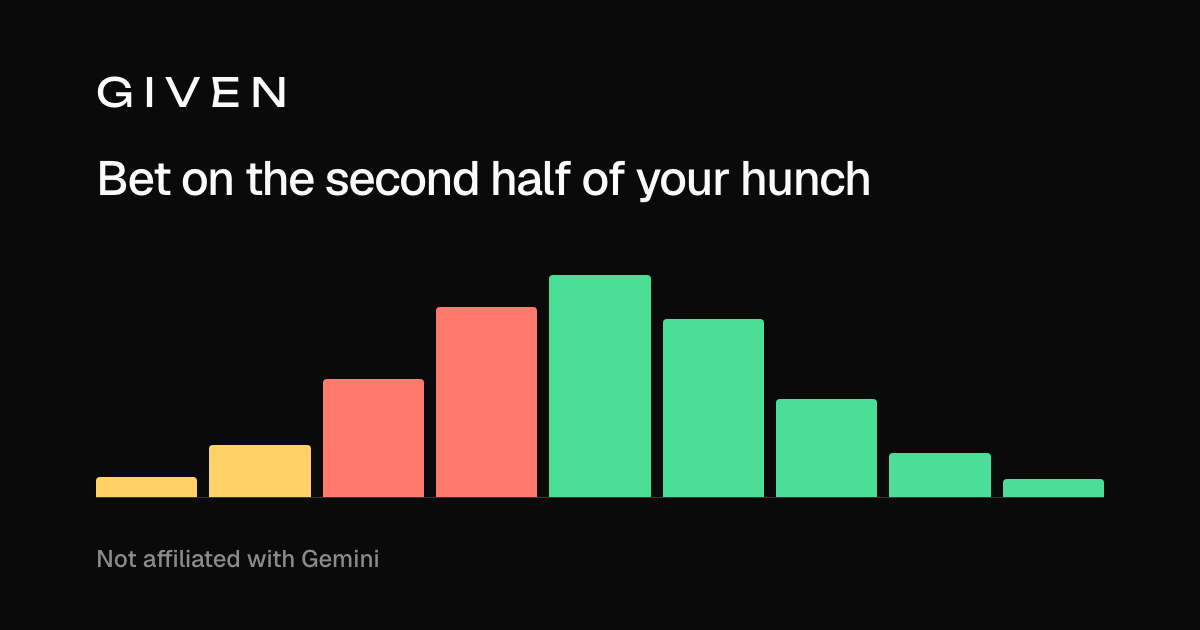 GIVEN
Bet on the second half of your hunch
Not affiliated with Gemini